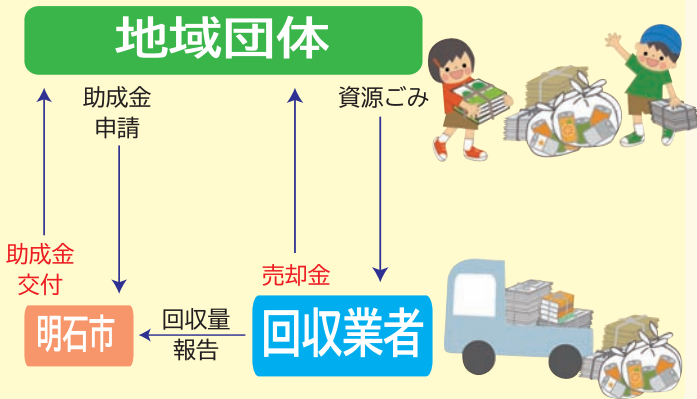 地域団体
助成金
申請
資源ごみ
助成金
交付
売却金
明石市
回収量
報告
回収業者